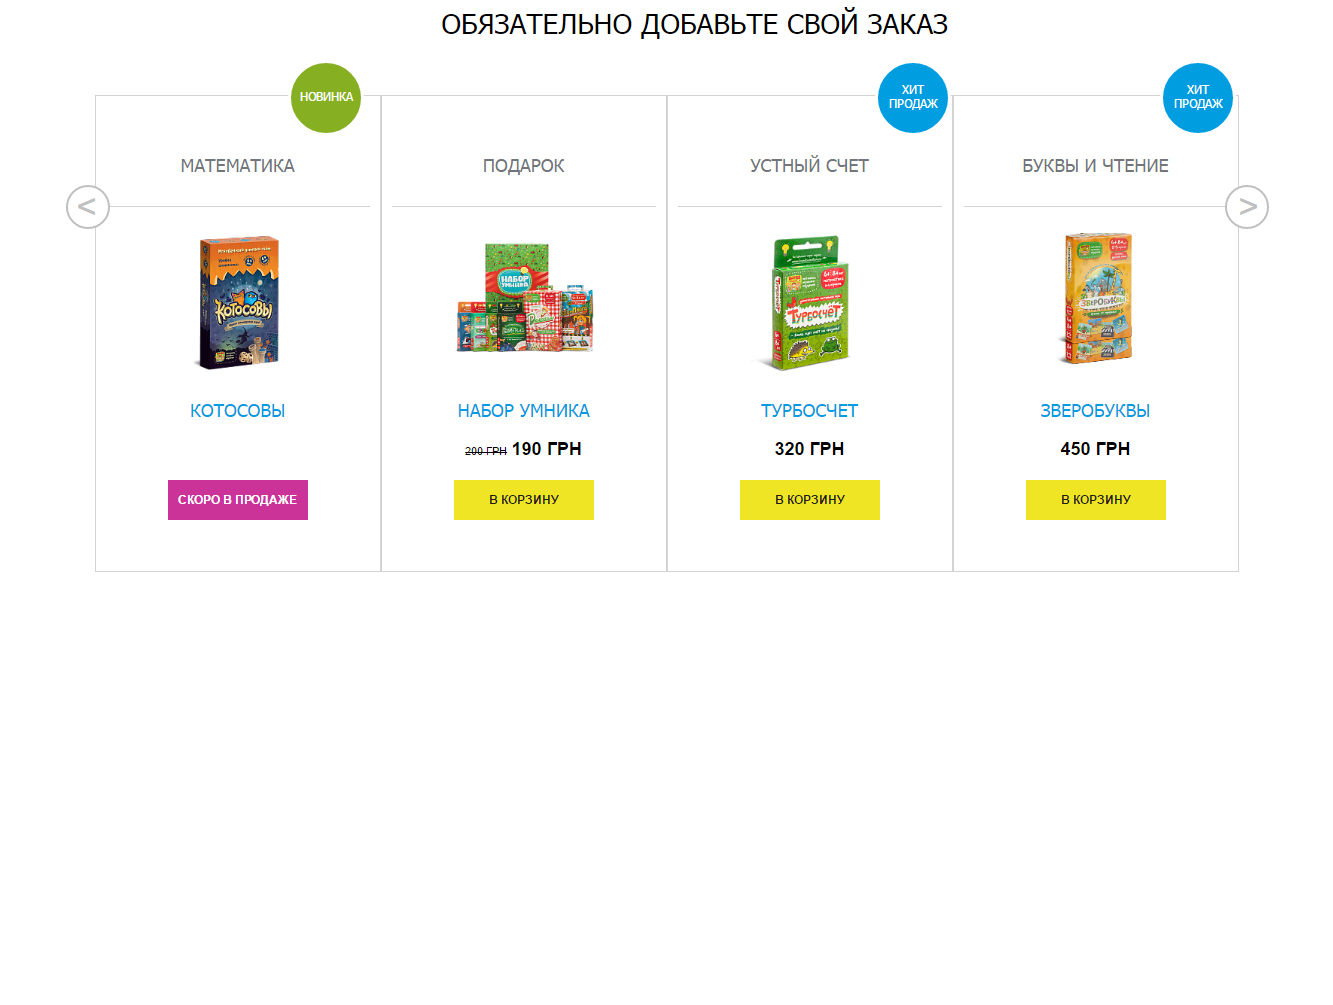 ОБЯЗАТЕЛЬНО ДОБАВЬТЕ СВОЙ ЗАКАЗ
НОВИНКА
ХИТ
ПРОДАЖ
ХИТ
ПРОДАЖ
МАТЕМАТИКА
ПОДАРОК
УСТНЫЙ СЧЕТ
БУКВЫ И ЧТЕНИЕ
<
>
КОТОСОВЫ
НАБОР
УМНИКА
ТУРБОСЧЕТ
ЗВЕРОБУКВЫ
КОТОСОВЫ
НАБОР УМНИКА
ТУРБОСЧЕТ
ЗВЕРОБУКВЫ
200 ГРН 190 ГРН
320 ГРН
450 ГРН
СКОРО В ПРОДАЖЕ
В КОРЗИНУ
В КОРЗИНУ
В КОРЗИНУ